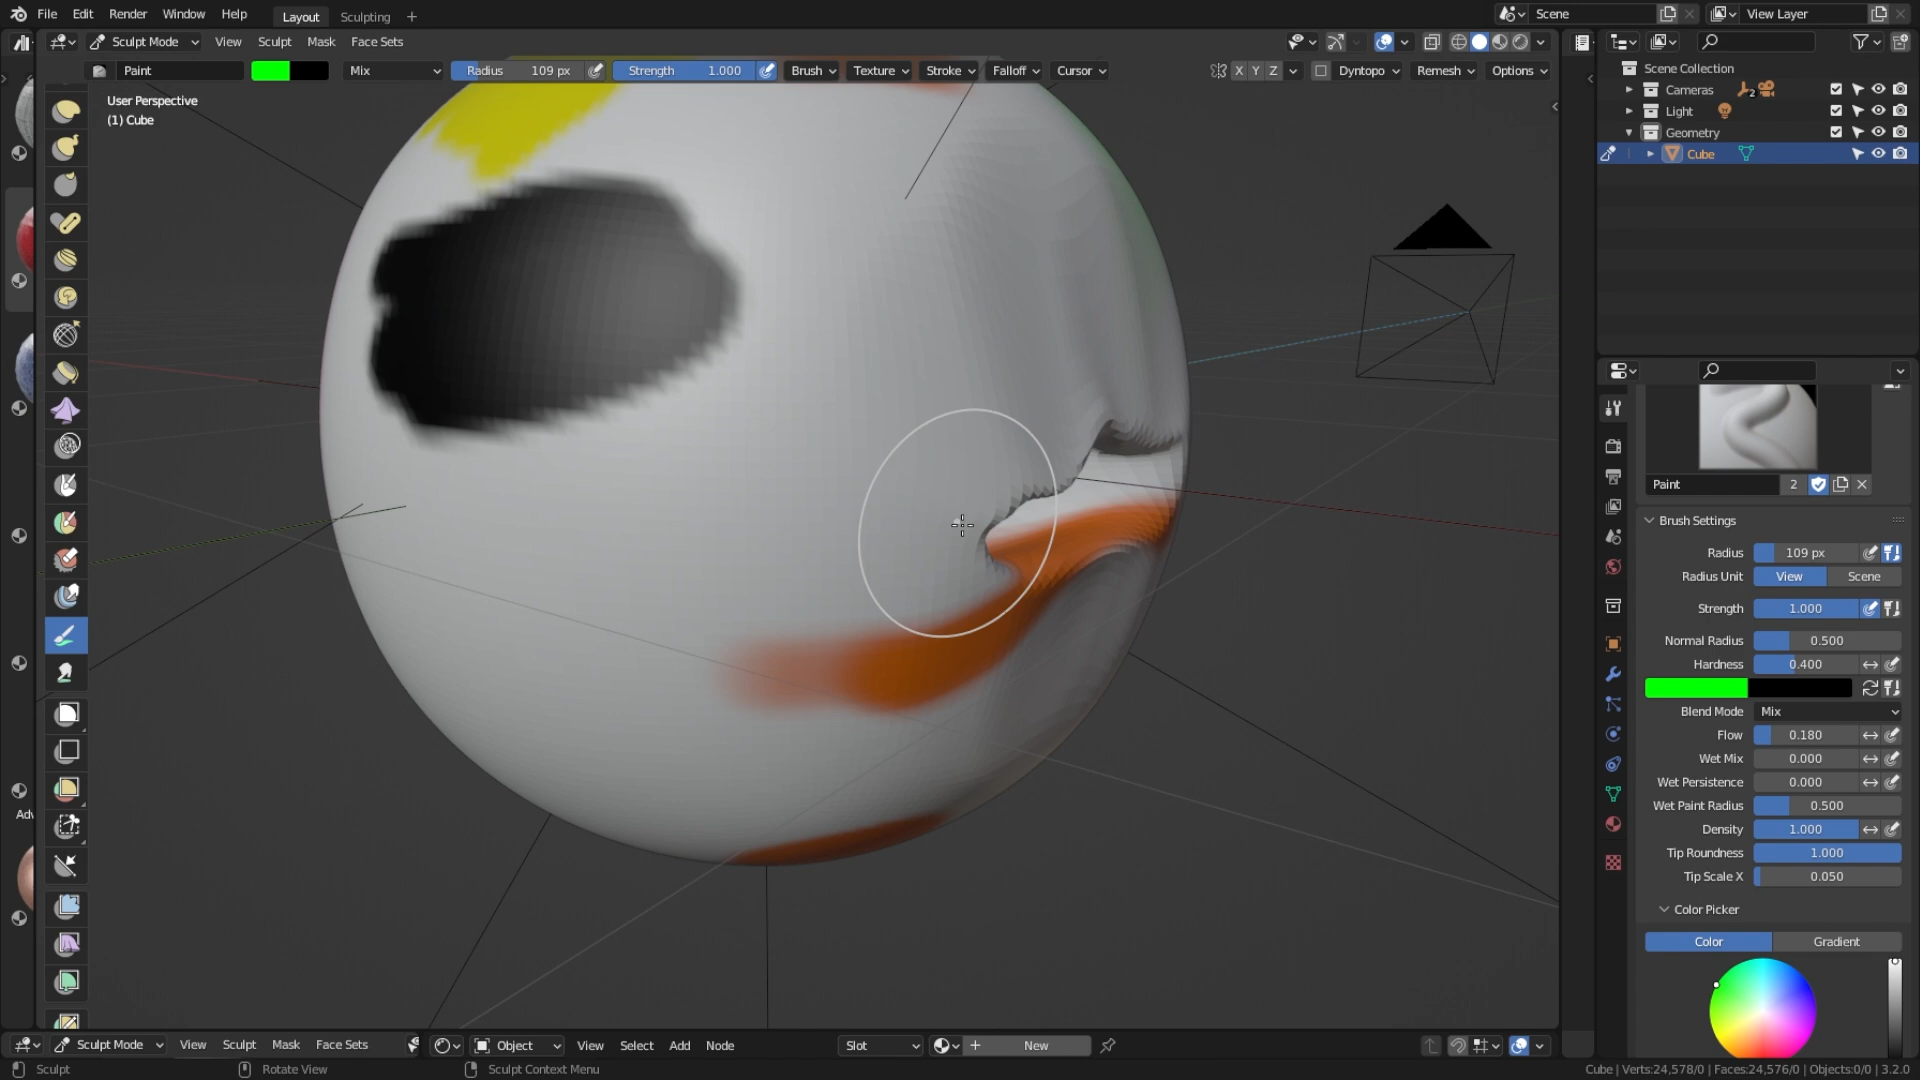 File Edit Render Window Help Layout Sculpting +
Scene View Layer
Sculpt Mode View Sculpt Mask Face Sets
Paint Mix Radius 109 px Strength 1.000 Brush Texture Stroke Falloff Cursor X Y Z Dyntopo Remesh Options
User Perspective
(1) Cube
Scene Collection
Cameras 2
Light
Geometry
Cube
Paint 2
Brush Settings
Radius 109 px
Radius Unit View Scene
Strength 1.000
Normal Radius 0.500
Hardness 0.400
Blend Mode Mix
Flow 0.180
Wet Mix 0.000
Wet Persistence 0.000
Wet Paint Radius 0.500
Density 1.000
Tip Roundness 1.000
Tip Scale X 0.050
Color Picker
Color Gradient
Adv
Sculpt Mode View Sculpt Mask Face Sets Object View Select Add Node Slot + New
Sculpt Rotate View Sculpt Context Menu Cube | Verts:24,578/0 | Faces:24,576/0 | Objects:0/0 | 3.2.0